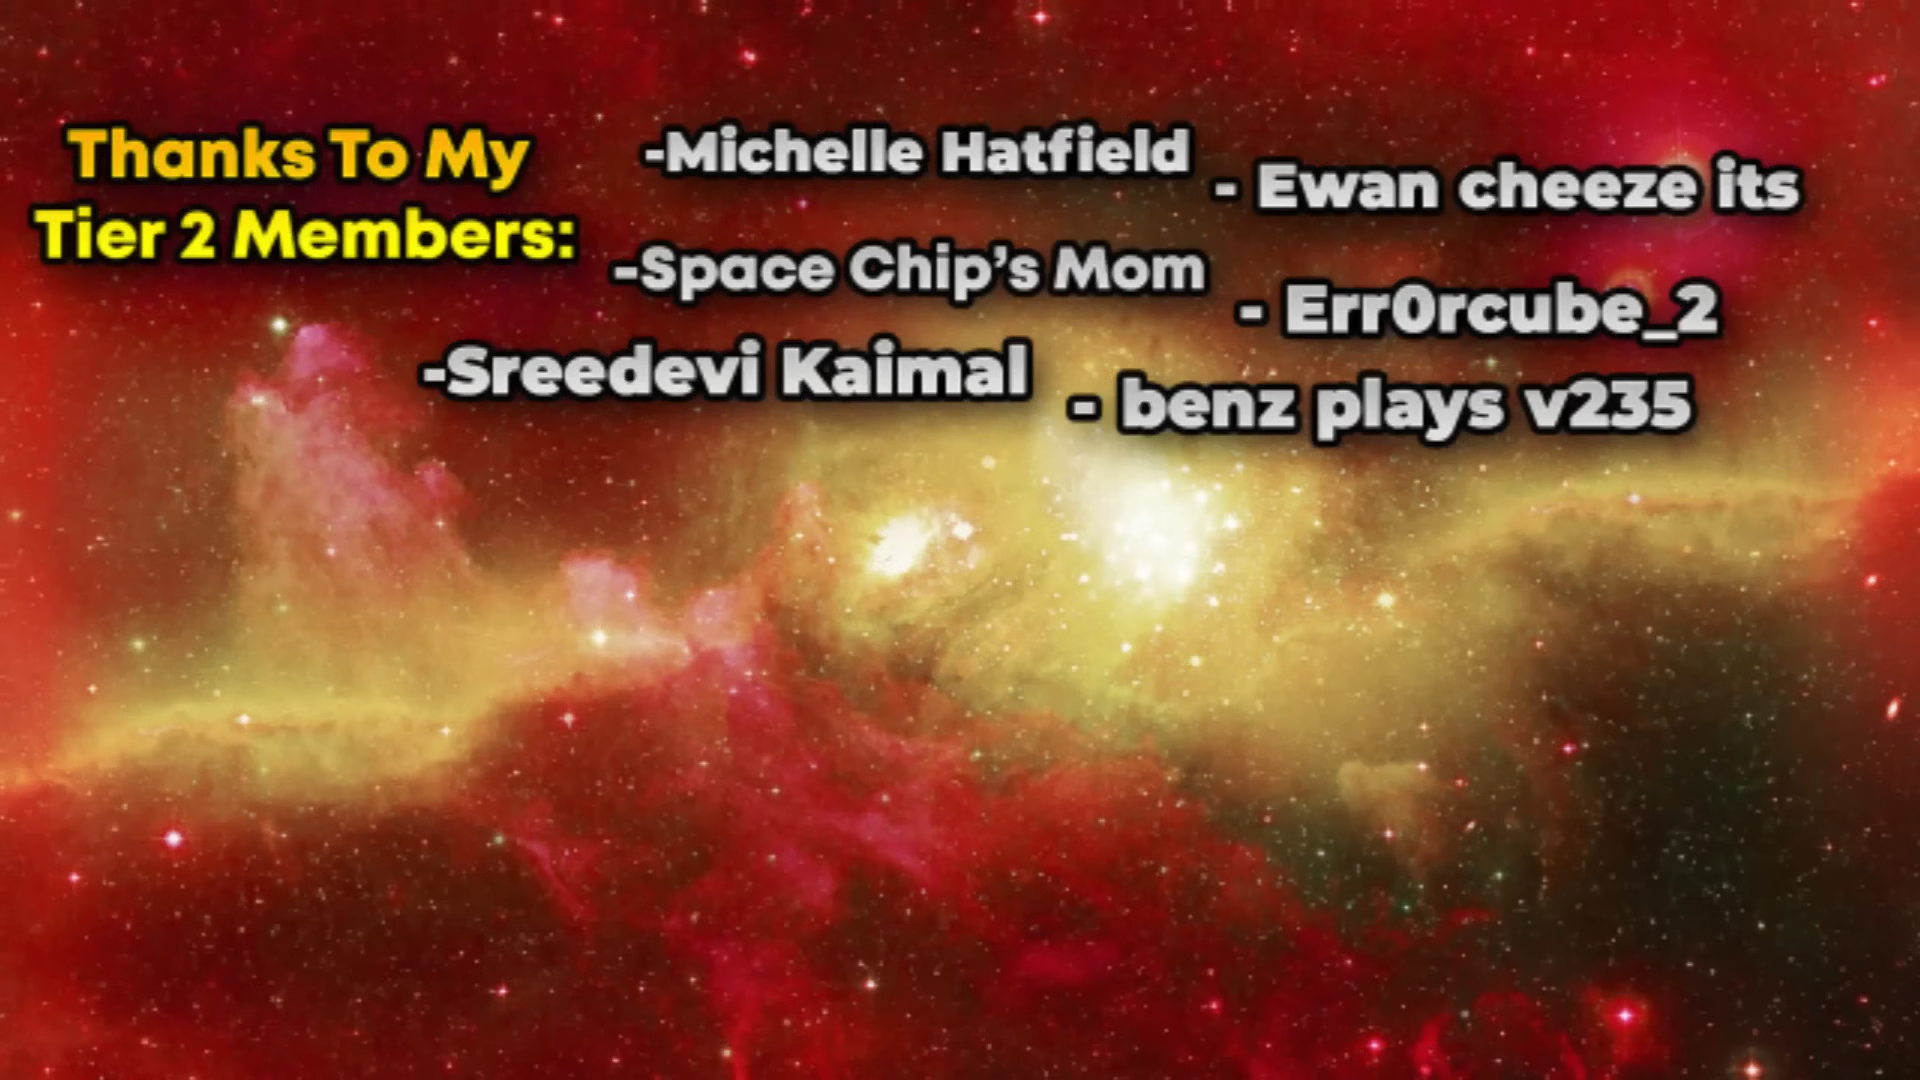 Thanks To My
Tier 2 Members:
-Michelle Hatfield
-Space Chip's Mom
-Sreedevi Kaimal
- Ewan cheeze its
- Err0rcube_2
- benz plays v235